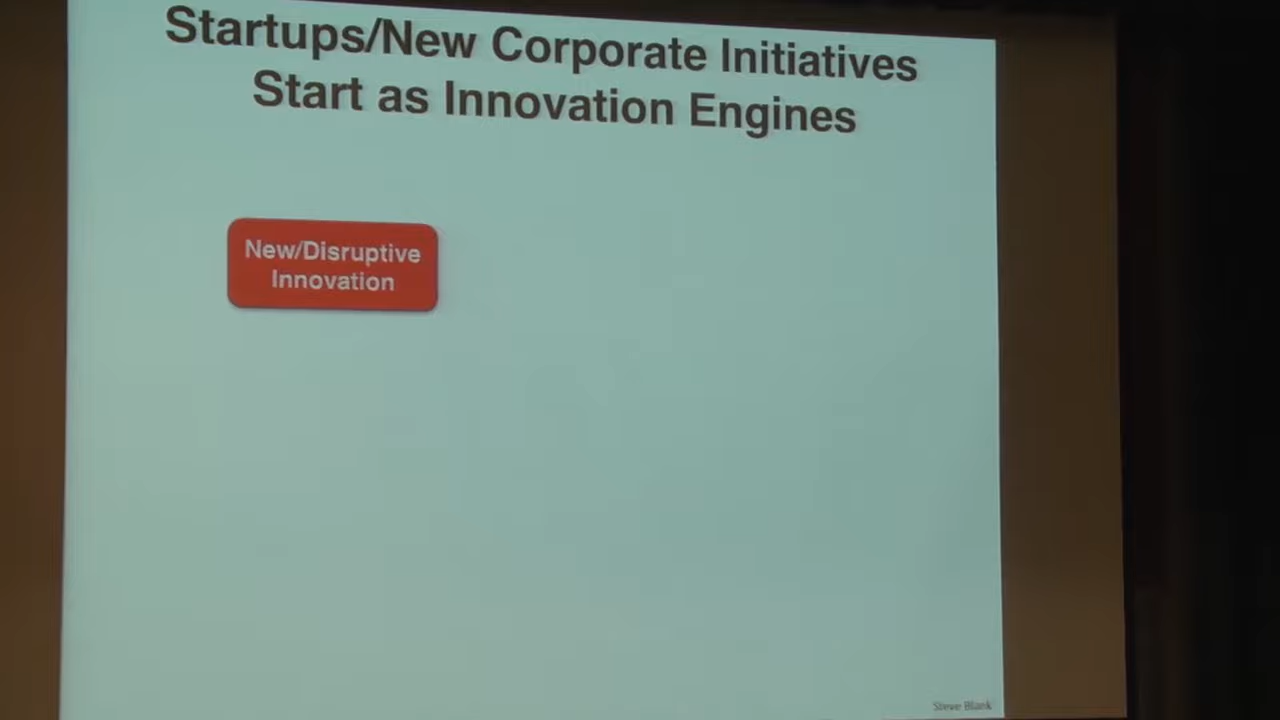 Startups/New Corporate Initiatives
Start as Innovation Engines
New/Disruptive
Innovation
Steve Blank